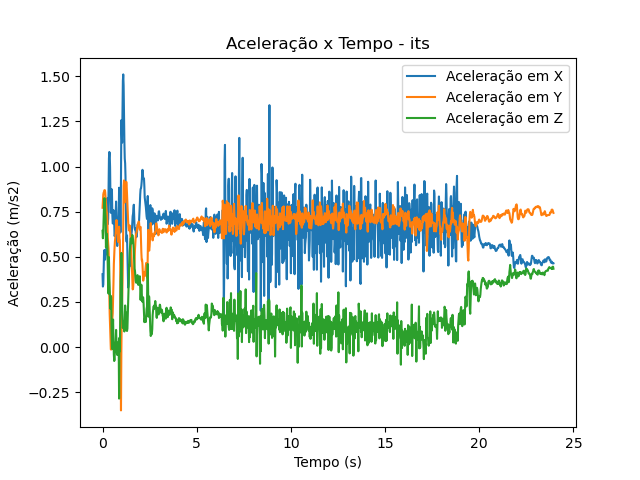 Aceleração x Tempo - its
Aceleração em X
Aceleração em Y
Aceleração em Z
Aceleração (m/s2)
1.50
1.25
1.00
0.75
0.50
0.25
0.00
−0.25
0 5 10 15 20 25
Tempo (s)